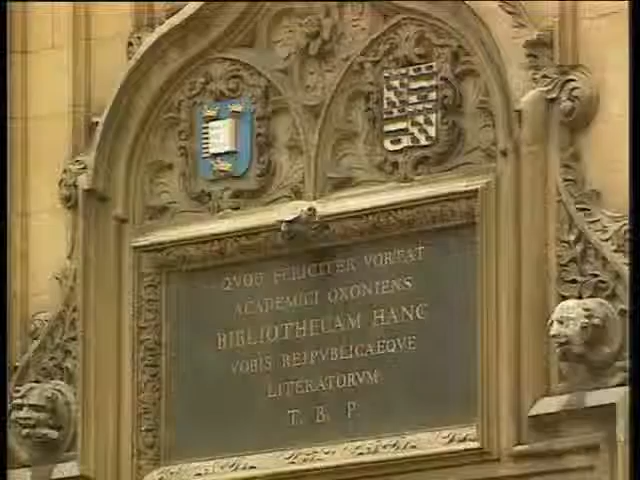 QVOD FELICITER VORTAT
ACADEMICI OXONIENS
BIBLIOTHECAM HANC
VOBIS REIPVBLICAEQVE
LITERATORVM
T. B. P.